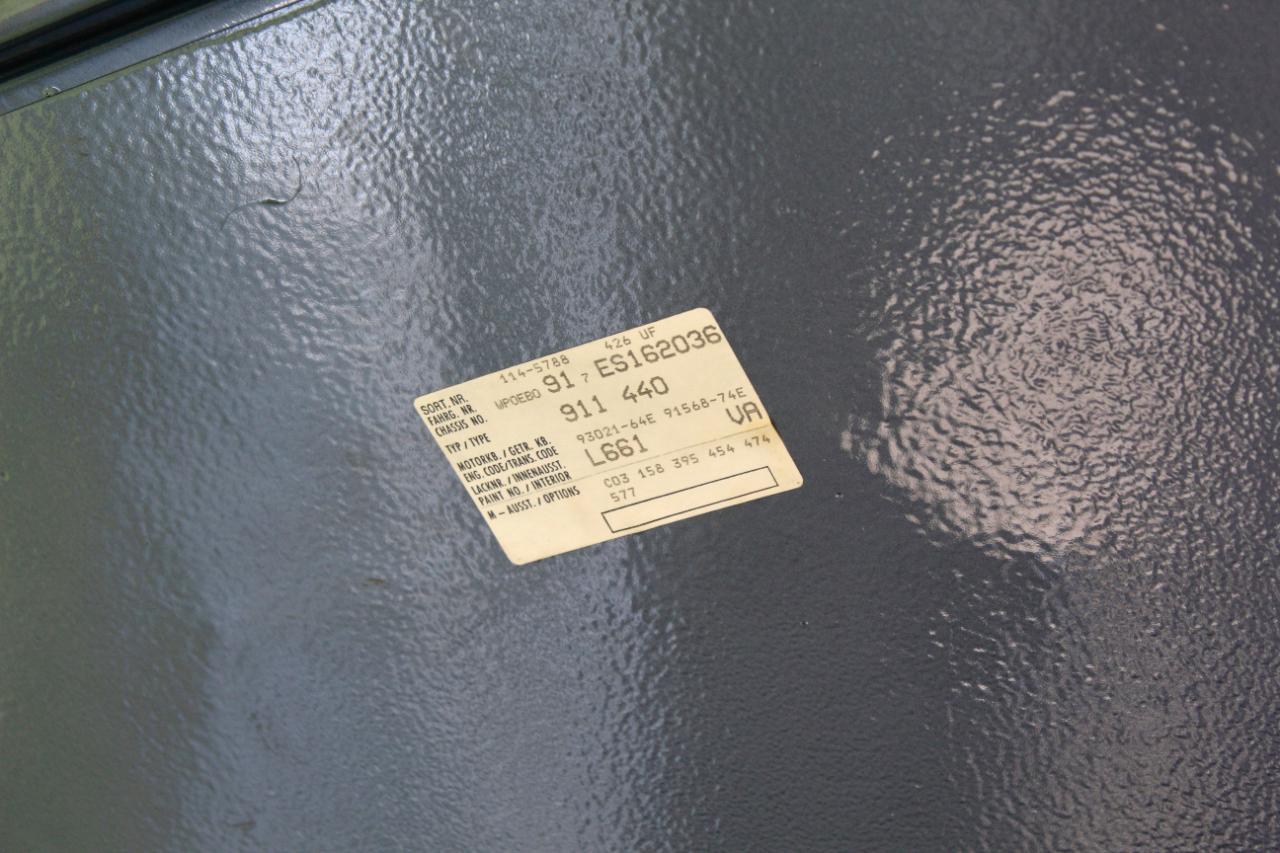 SORT. NR. 114-5788 426 UF
FAHRG. NR. WPOEB0 91 7 ES162036
CHASSIS NO.
TYP / TYPE 911 440
MOTORKB. / GETR. KB. 93021-64E 91568-74E
ENG. CODE/TRANS. CODE
LACKNR. / INNENAUSST. L661 VA
PAINT NO. / INTERIOR
M – AUSST. / OPTIONS C03 158 395 454 474
577